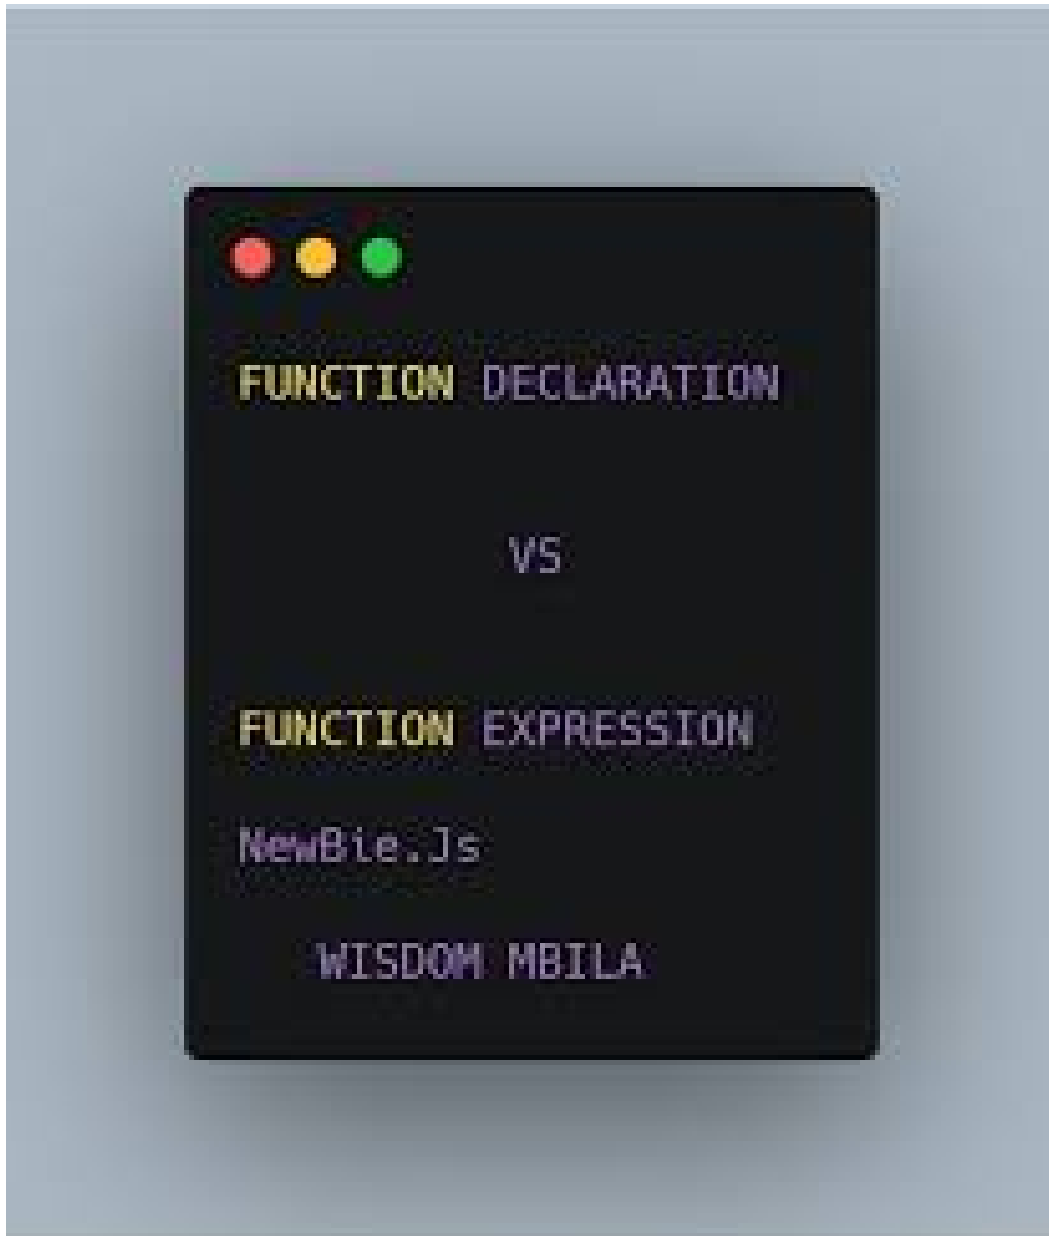 FUNCTION DECLARATION
VS
FUNCTION EXPRESSION
NewBie.Js
WISDOM MBILA